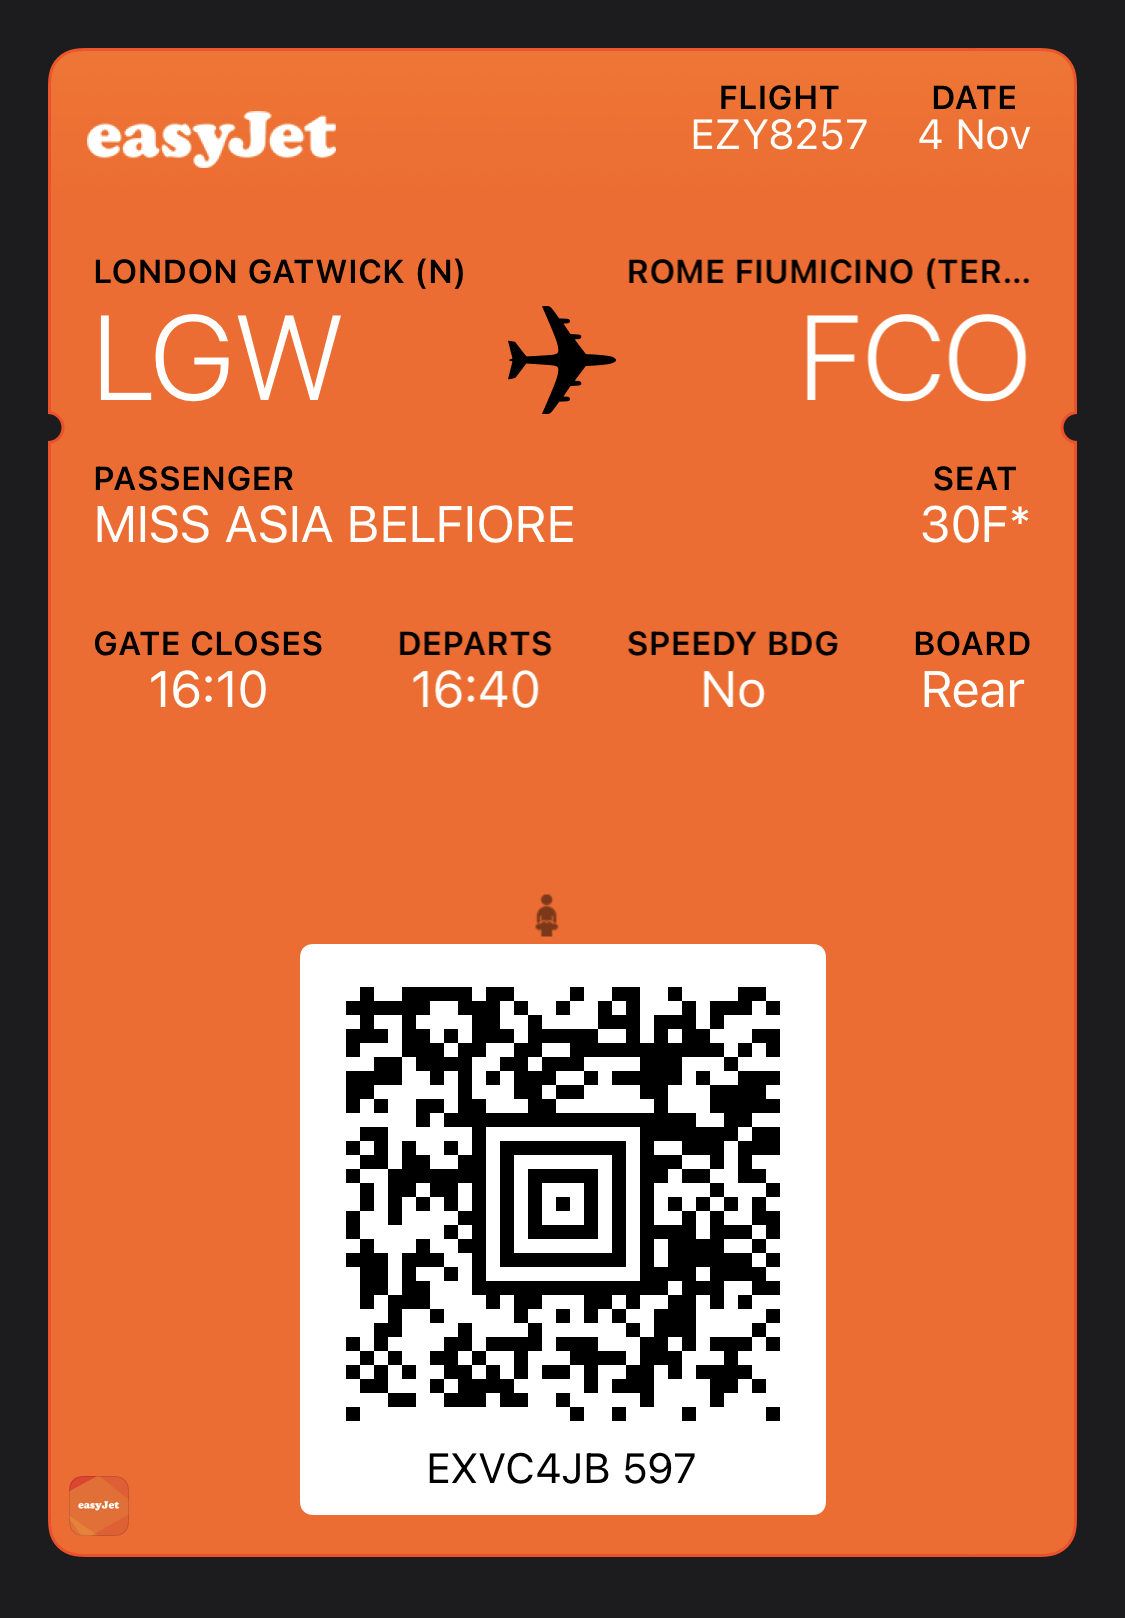 easyJet
FLIGHT DATE
EZY8257 4 Nov
LONDON GATWICK (N) ROME FIUMICINO (TER...
LGW FCO
PASSENGER SEAT
MISS ASIA BELFIORE 30F*
GATE CLOSES DEPARTS SPEEDY BDG BOARD
16:10 16:40 No Rear
EXVC4JB 597
easyJet